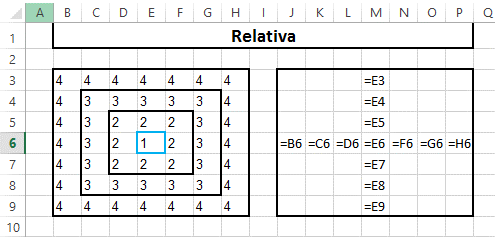 A B C D E F G H I J K L M N O P Q
1 Relativa
2
3 4 4 4 4 4 4 4 =E3
4 4 3 3 3 3 3 4 =E4
5 4 3 2 2 2 3 4 =E5
6 4 3 2 1 2 3 4 =B6 =C6 =D6 =E6 =F6 =G6 =H6
7 4 3 2 2 2 3 4 =E7
8 4 3 3 3 3 3 4 =E8
9 4 4 4 4 4 4 4 =E9
10